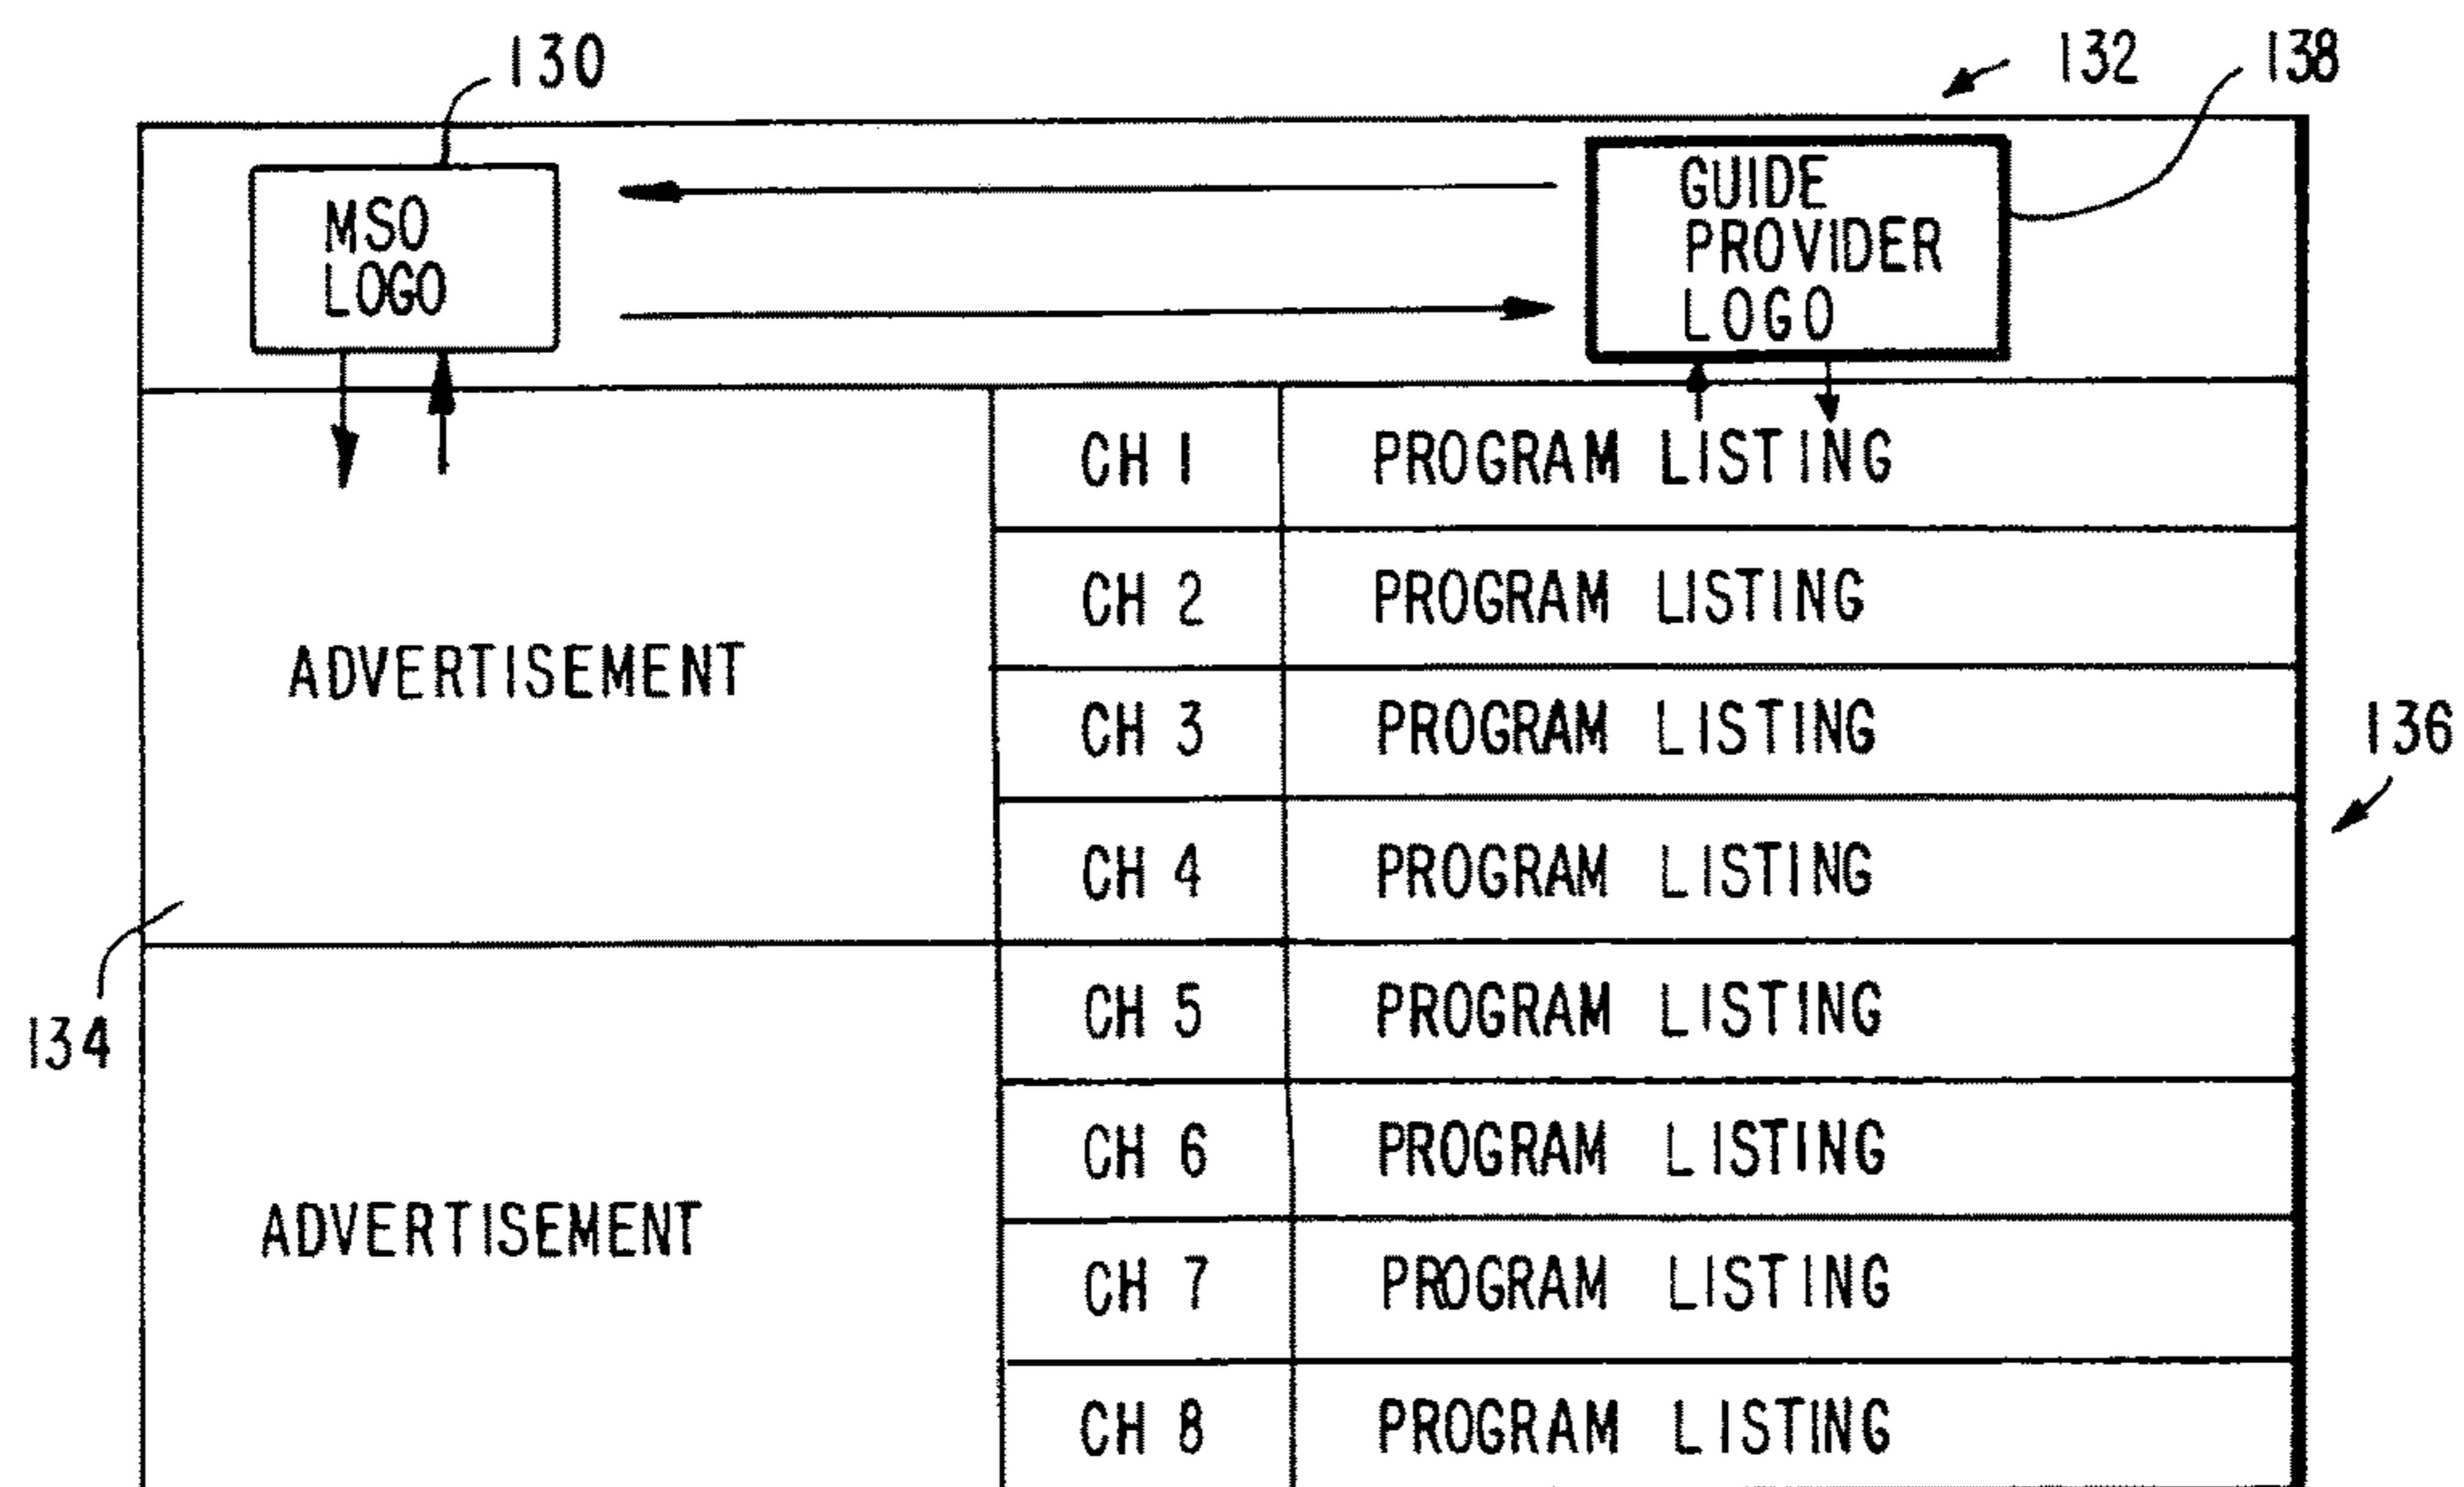 130
132
138
MSO
LOGO
GUIDE
PROVIDER
LOGO
CH 1 PROGRAM LISTING
CH 2 PROGRAM LISTING
ADVERTISEMENT
CH 3 PROGRAM LISTING
136
CH 4 PROGRAM LISTING
134
CH 5 PROGRAM LISTING
CH 6 PROGRAM LISTING
ADVERTISEMENT
CH 7 PROGRAM LISTING
CH 8 PROGRAM LISTING